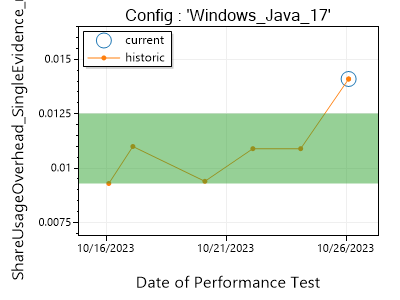 Config : 'Windows_Java_17'
current
historic
0.015
0.0125
0.01
0.0075
10/16/2023
10/21/2023
10/26/2023
Date of Performance Test
ShareUsageOverhead_SingleEvidence_